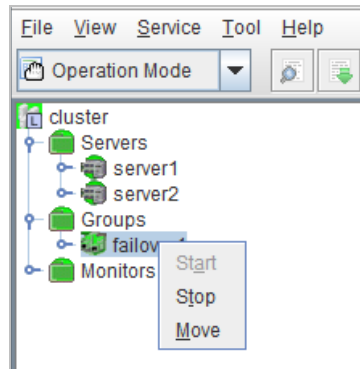 File View Service Tool Help
Operation Mode
L cluster
Servers
server1
server2
Groups
Start
Stop
Move
Monitors